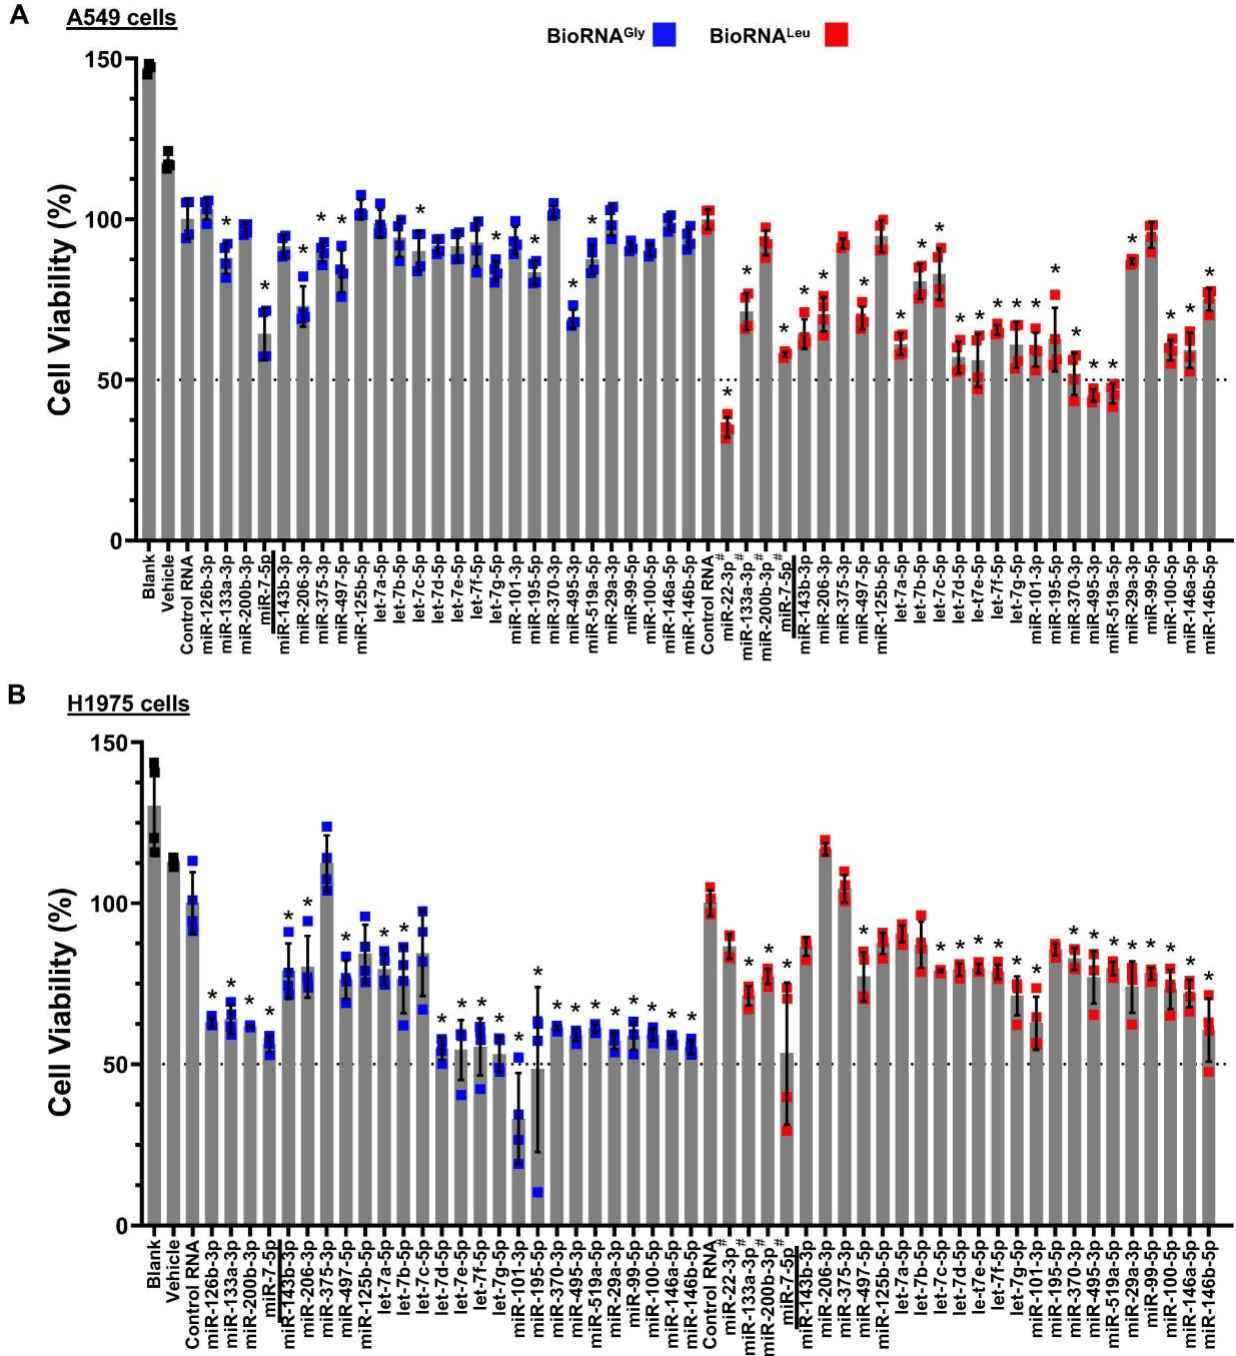 A
A549 cells
BioRNAGly
BioRNALeu
Cell Viability (%)
150
100
50
0
* * * * * * * * * * * * * * * * * * * * * * * * * * * * * * * *
Blank
Vehicle
Control RNA
miR-126b-3p
miR-133a-3p
miR-200b-3p
miR-7-5p
miR-143b-3p
miR-206-3p
miR-375-3p
miR-497-5p
miR-125b-5p
let-7a-5p
let-7b-5p
let-7c-5p
let-7d-5p
let-7e-5p
let-7f-5p
let-7g-5p
miR-101-3p
miR-195-5p
miR-370-3p
miR-495-3p
miR-519a-5p
miR-29a-3p
miR-99-5p
miR-100-5p
miR-146a-5p
miR-146b-5p
Control RNA
miR-22-3p#
miR-133a-3p#
miR-200b-3p#
miR-7-5p#
miR-143b-3p
miR-206-3p
miR-375-3p
miR-497-5p
miR-125b-5p
let-7a-5p
let-7b-5p
let-7c-5p
let-7d-5p
let-7e-5p
let-7f-5p
let-7g-5p
miR-101-3p
miR-195-5p
miR-370-3p
miR-495-3p
miR-519a-5p
miR-29a-3p
miR-99-5p
miR-100-5p
miR-146a-5p
miR-146b-5p
B
H1975 cells
Cell Viability (%)
150
100
50
0
Blank
Vehicle
Control RNA
miR-126b-3p
miR-133a-3p
miR-200b-3p
miR-7-5p
miR-143b-3p
miR-206-3p
miR-375-3p
miR-497-5p
miR-125b-5p
let-7a-5p
let-7b-5p
let-7c-5p
let-7d-5p
let-7e-5p
let-7f-5p
let-7g-5p
miR-101-3p
miR-195-5p
miR-370-3p
miR-495-3p
miR-519a-5p
miR-29a-3p
miR-99-5p
miR-100-5p
miR-146a-5p
miR-146b-5p
Control RNA
miR-22-3p#
miR-133a-3p#
miR-200b-3p#
miR-7-5p#
miR-143b-3p
miR-206-3p
miR-375-3p
miR-497-5p
miR-125b-5p
let-7a-5p
let-7b-5p
let-7c-5p
let-7d-5p
let-7e-5p
let-7f-5p
let-7g-5p
miR-101-3p
miR-195-5p
miR-370-3p
miR-495-3p
miR-519a-5p
miR-29a-3p
miR-99-5p
miR-100-5p
miR-146a-5p
miR-146b-5p